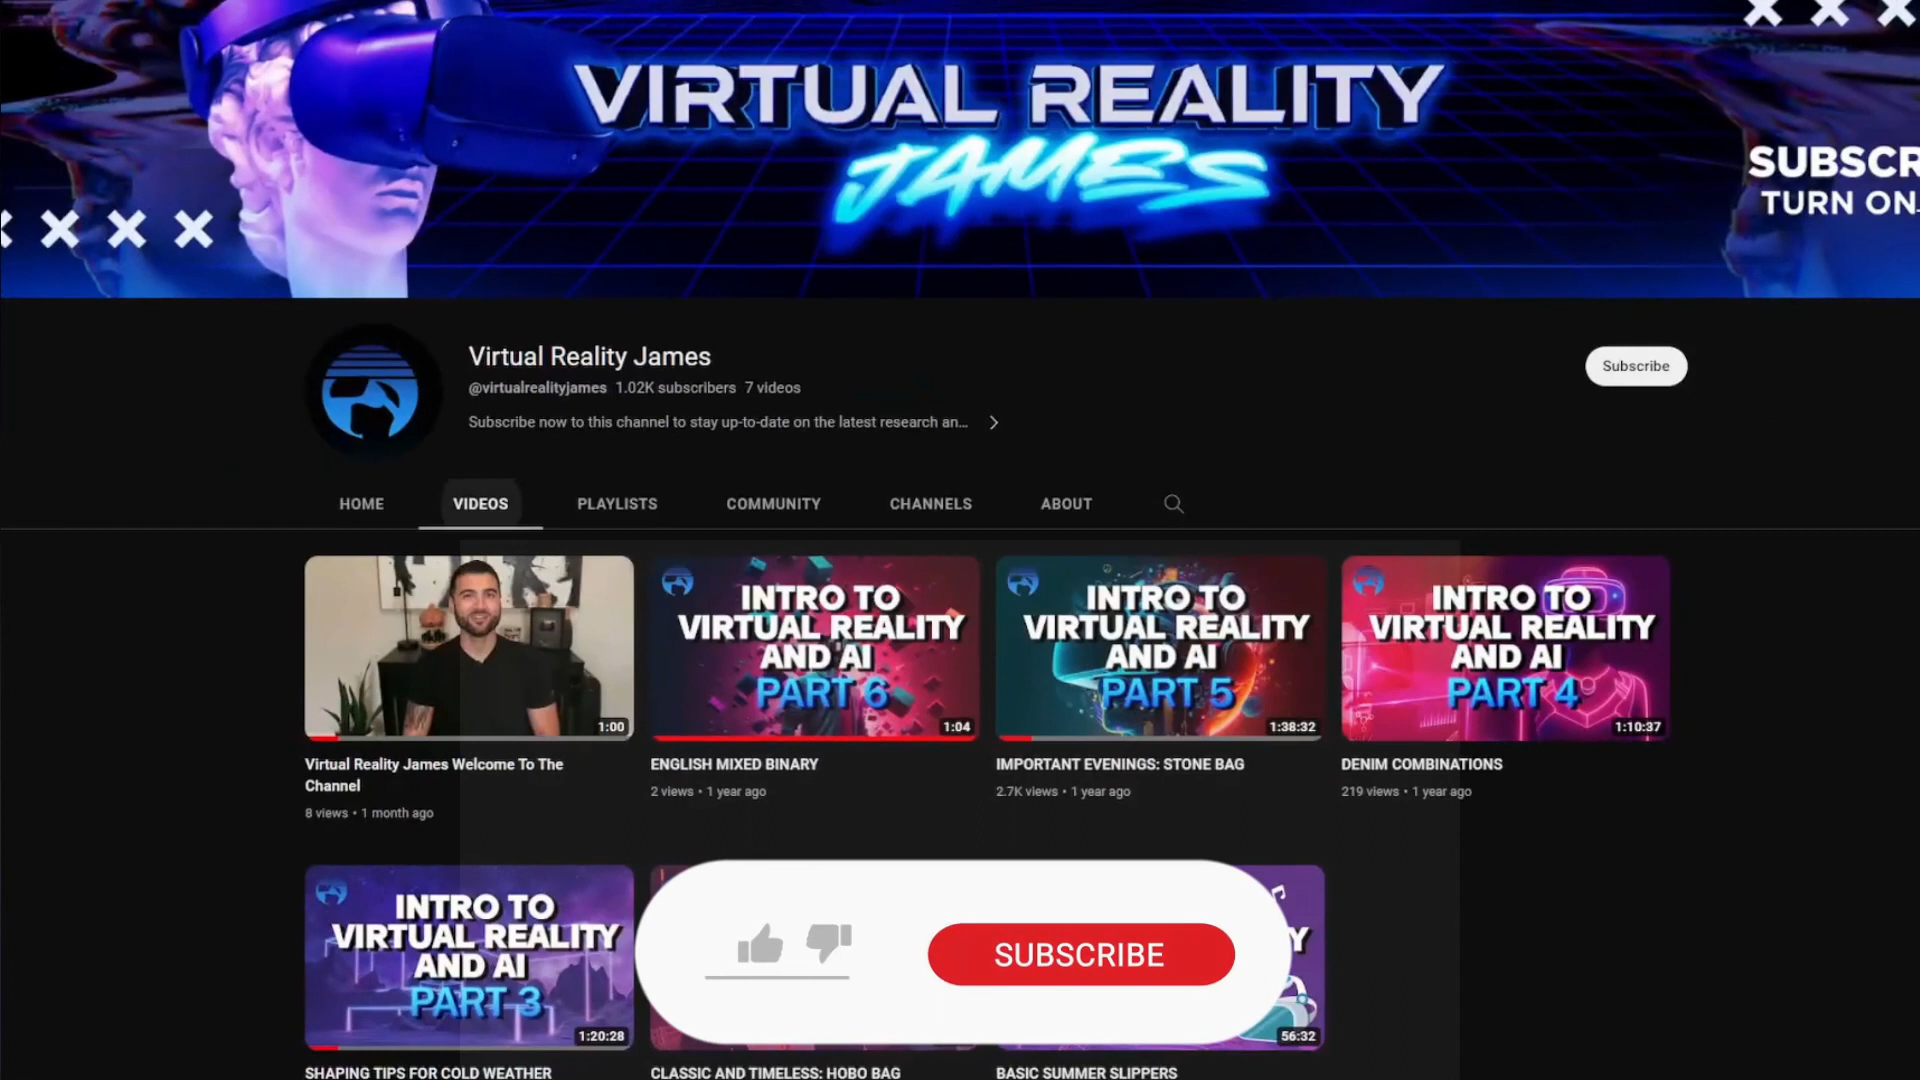 VIRTUAL REALITY
JAMES
SUBSCR
TURN ON
Virtual Reality James
@virtualrealityjames 1.02K subscribers 7 videos
Subscribe now to this channel to stay up-to-date on the latest research an...
Subscribe
HOME VIDEOS PLAYLISTS COMMUNITY CHANNELS ABOUT
1:00
Virtual Reality James Welcome To The
Channel
8 views • 1 month ago
INTRO TO
VIRTUAL REALITY
AND AI
PART 6
1:04
ENGLISH MIXED BINARY
2 views • 1 year ago
INTRO TO
VIRTUAL REALITY
AND AI
PART 5
1:38:32
IMPORTANT EVENINGS: STONE BAG
2.7K views • 1 year ago
INTRO TO
VIRTUAL REALITY
AND AI
PART 4
1:10:37
DENIM COMBINATIONS
219 views • 1 year ago
INTRO TO
VIRTUAL REALITY
AND AI
PART 3
1:20:28
SHAPING TIPS FOR COLD WEATHER
CLASSIC AND TIMELESS: HOBO BAG
Y
56:32
BASIC SUMMER SLIPPERS
SUBSCRIBE